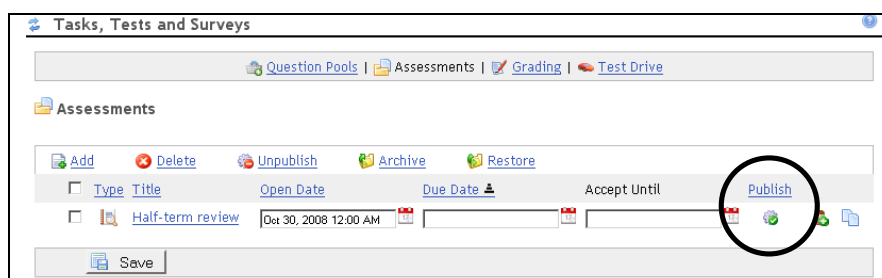 Tasks, Tests and Surveys
Question Pools | Assessments | Grading | Test Drive
Assessments
Add Delete Unpublish Archive Restore
Type Title Open Date Due Date Accept Until Publish
Half-term review Oct 30, 2008 12:00 AM
Save